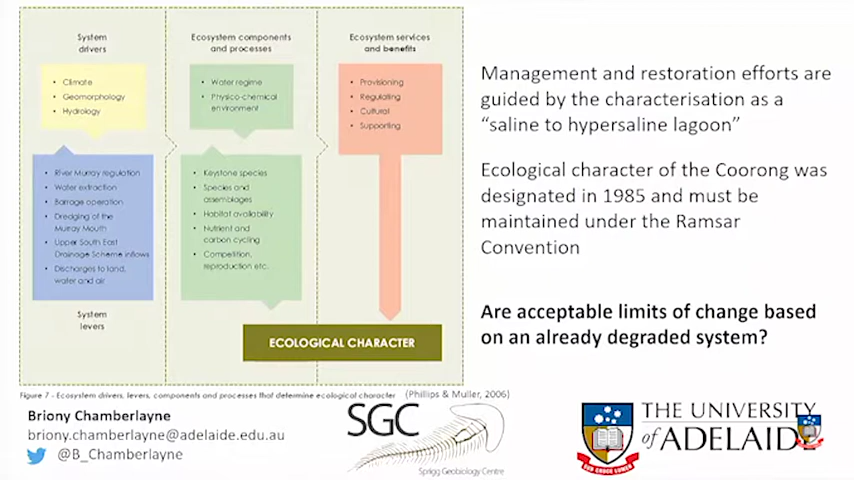 System
drivers
Ecosystem components
and processes
Ecosystem services
and benefits
• Climate
• Geomorphology
• Hydrology
• Water regime
• Physico-chemical
environment
• Provisioning
• Regulating
• Cultural
• Supporting
• River Murray regulation
• Water extraction
• Barrage operation
• Dredging of the
Murray Mouth
• Upper South East
Drainage Scheme inflows
• Discharges to land,
water and air
• Keystone species
• Species and
assemblages
• Habitat availability
• Nutrient and
carbon cycling
• Competition,
reproduction etc.
System
levers
ECOLOGICAL CHARACTER
Figure 7 - Ecosystem drivers, levers, components and processes that determine ecological character
(Phillips & Muller, 2006)
Management and restoration efforts are
guided by the characterisation as a
“saline to hypersaline lagoon”
Ecological character of the Coorong was
designated in 1985 and must be
maintained under the Ramsar
Convention
Are acceptable limits of change based
on an already degraded system?
Briony Chamberlayne
briony.chamberlayne@adelaide.edu.au
@B_Chamberlayne
SGC
Sprigg Geobiology Centre
THE UNIVERSITY
of ADELAIDE
SUB CRUCE LUMEN